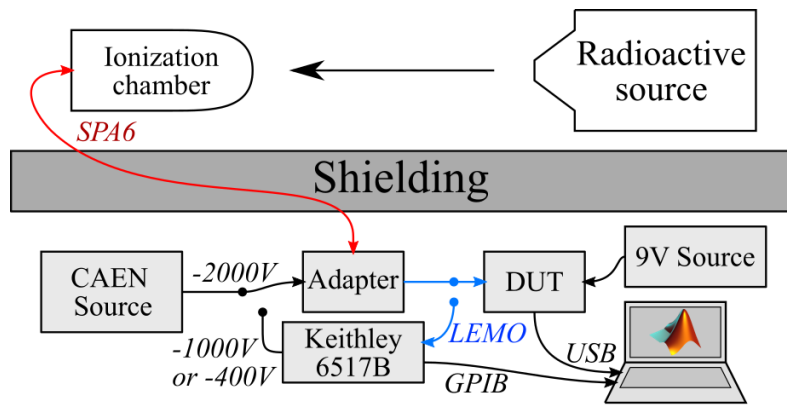 Ionization
chamber
Radioactive
source
SPA6
Shielding
CAEN
Source
-2000V
Adapter
DUT
9V Source
-1000V
or -400V
Keithley
6517B
LEMO
GPIB
USB